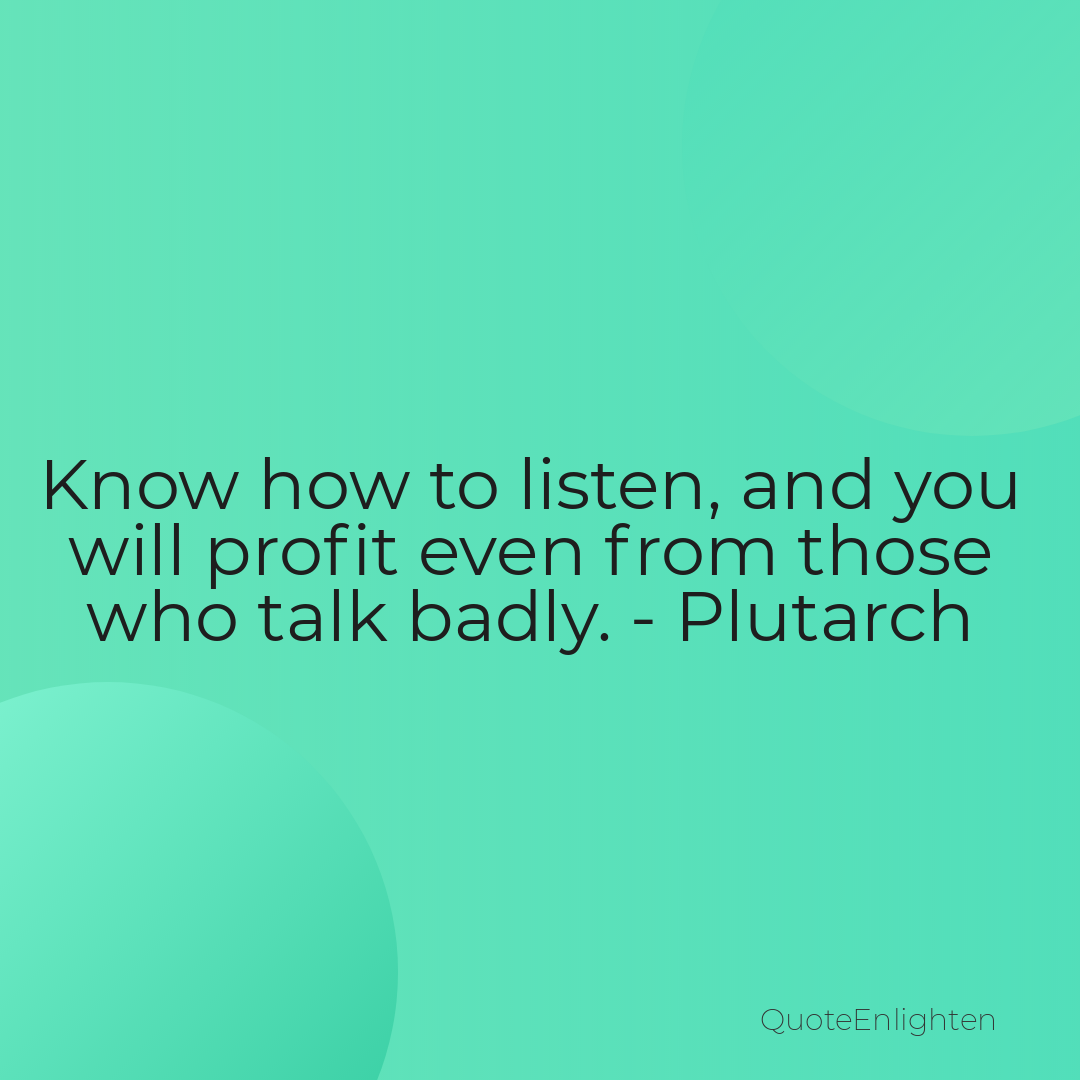 Know how to listen, and you
will profit even from those
who talk badly. - Plutarch
QuoteEnlighten